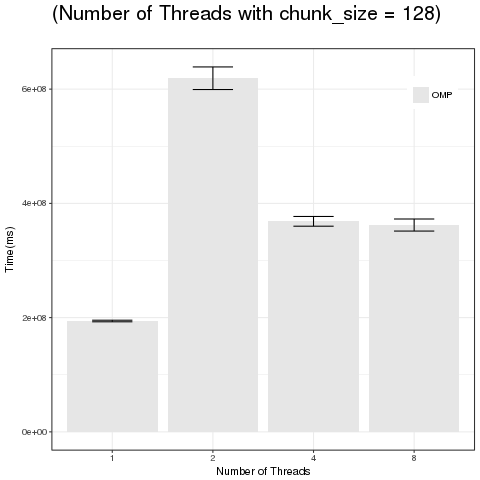 (Number of Threads with chunk_size = 128)
6e+08
OMP
4e+08
Time(ms)
2e+08
0e+00
1 2 4 8
Number of Threads